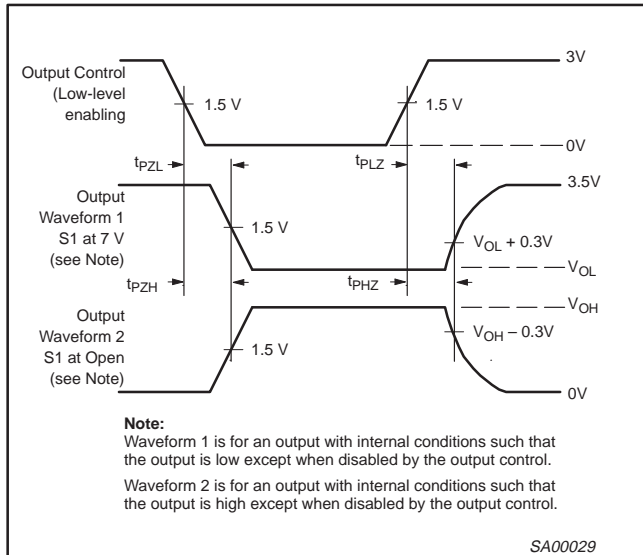 Output Control
(Low-level
enabling
1.5 V
1.5 V
3V
0V
tPZL
tPLZ
Output
Waveform 1
S1 at 7 V
(see Note)
1.5 V
3.5V
VOL + 0.3V
VOL
tPZH
tPHZ
VOH
Output
Waveform 2
S1 at Open
(see Note)
1.5 V
VOH – 0.3V
0V
Note:
Waveform 1 is for an output with internal conditions such that
the output is low except when disabled by the output control.
Waveform 2 is for an output with internal conditions such that
the output is high except when disabled by the output control.
SA00029